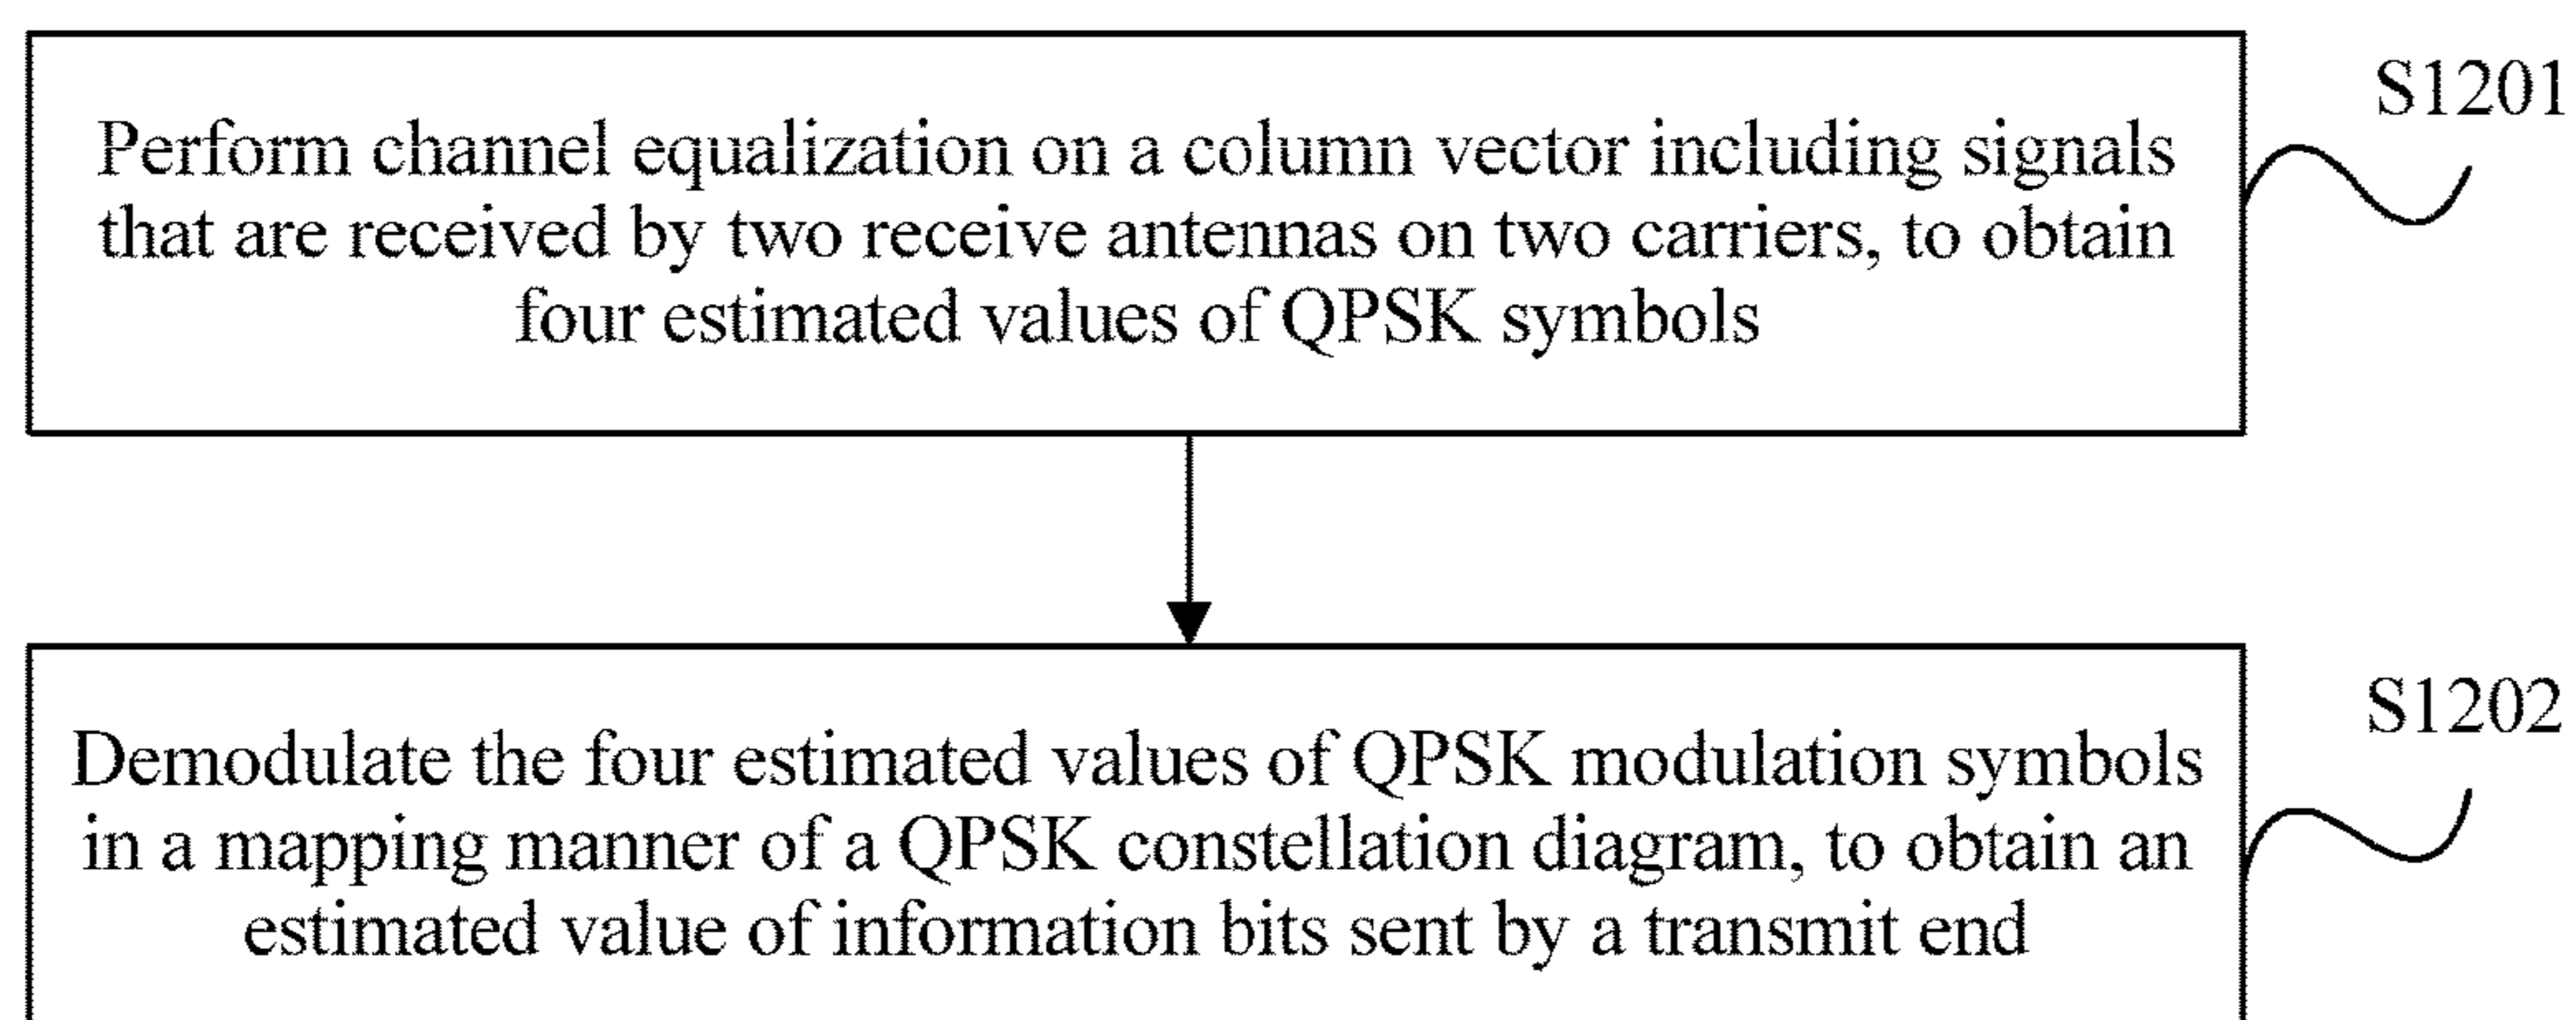 S1201
Perform channel equalization on a column vector including signals
that are received by two receive antennas on two carriers, to obtain
four estimated values of QPSK symbols
S1202
Demodulate the four estimated values of QPSK modulation symbols
in a mapping manner of a QPSK constellation diagram, to obtain an
estimated value of information bits sent by a transmit end